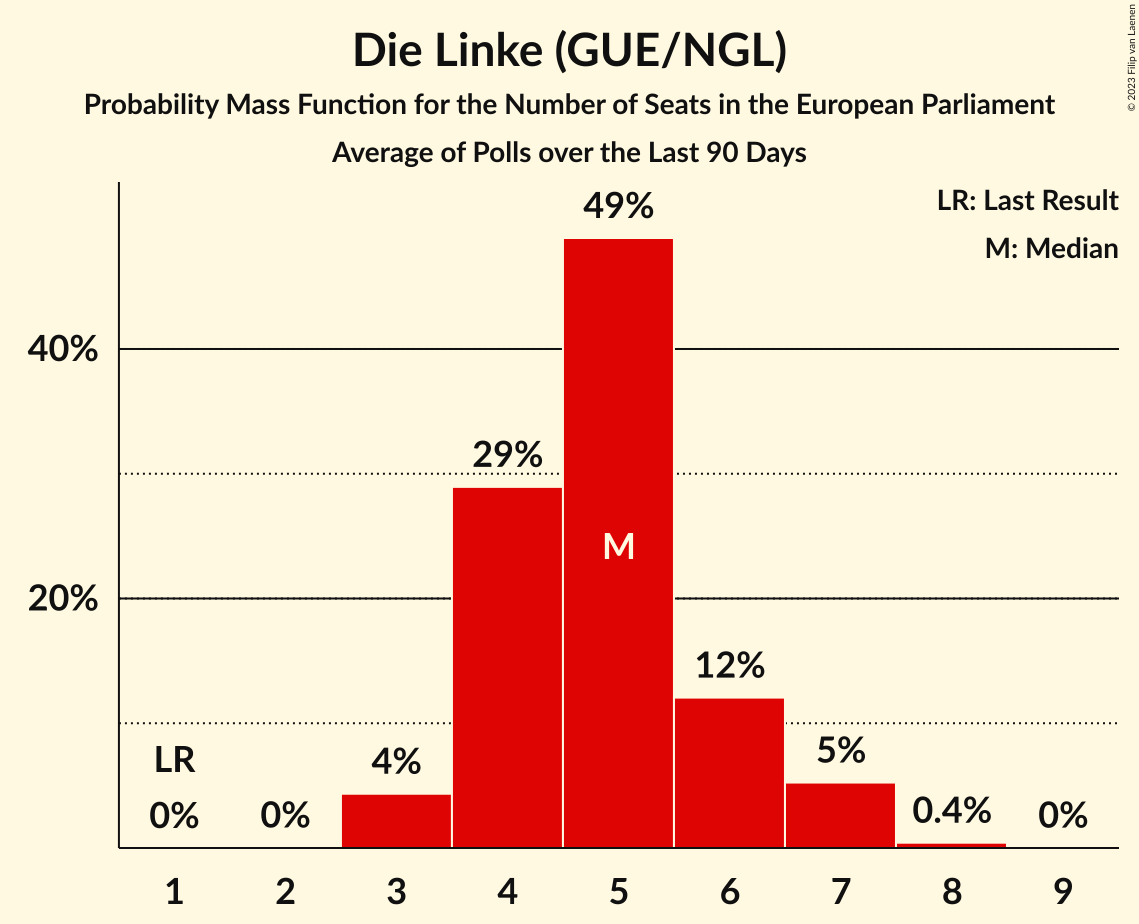 Die Linke (GUE/NGL)
Probability Mass Function for the Number of Seats in the European Parliament
Average of Polls over the Last 90 Days
© 2023 Filip van Laenen
LR: Last Result
M: Median
49%
40%
29%
M
20%
12%
LR
4%
5%
0%
0%
0.4%
0%
1 2 3 4 5 6 7 8 9